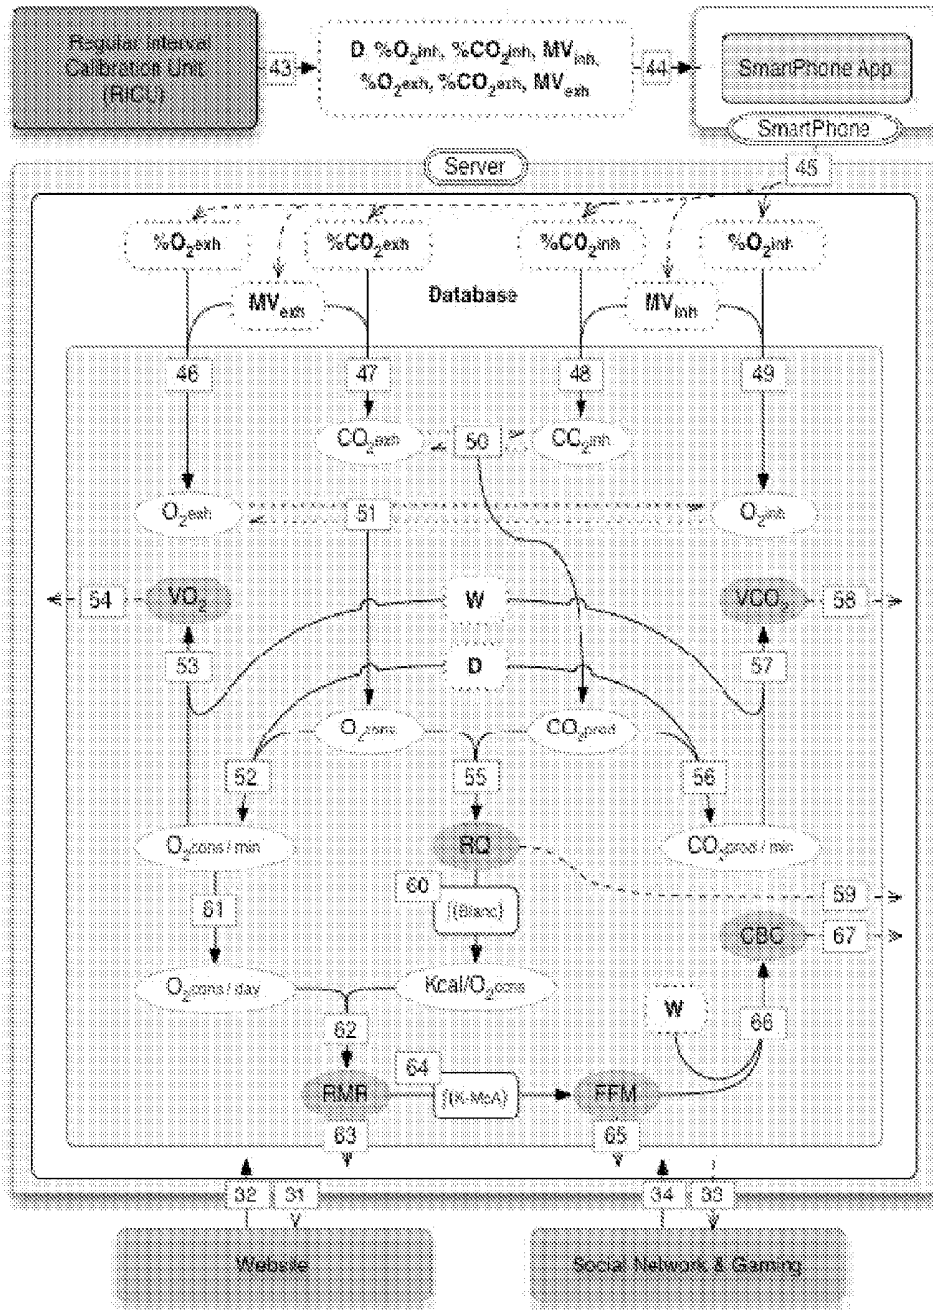 Regular Interval
Calibration Unit
(RICU)
43
D, %O₂inh, %CO₂inh, MVinh,
%O₂exh, %CO₂exh, MVexh
44
SmartPhone App
SmartPhone
45
Server
%O₂exh
%CO₂exh
%CO₂inh
%O₂inh
MVexh
Database
MVinh
46
47
48
49
CO₂exh
50
CO₂inh
O₂exh
51
O₂inh
54
VO₂
W
VCO₂
58
53
D
57
O₂cons
CO₂prod
52
55
56
O₂cons / min
RQ
CO₂prod / min
60
59
61
∫(Blanc)
CBC
67
O₂cons / day
Kcal/O₂cons
W
66
62
64
RMR
∫(K-McA)
FFM
63
65
32
31
34
33
Website
Social Network & Gaming